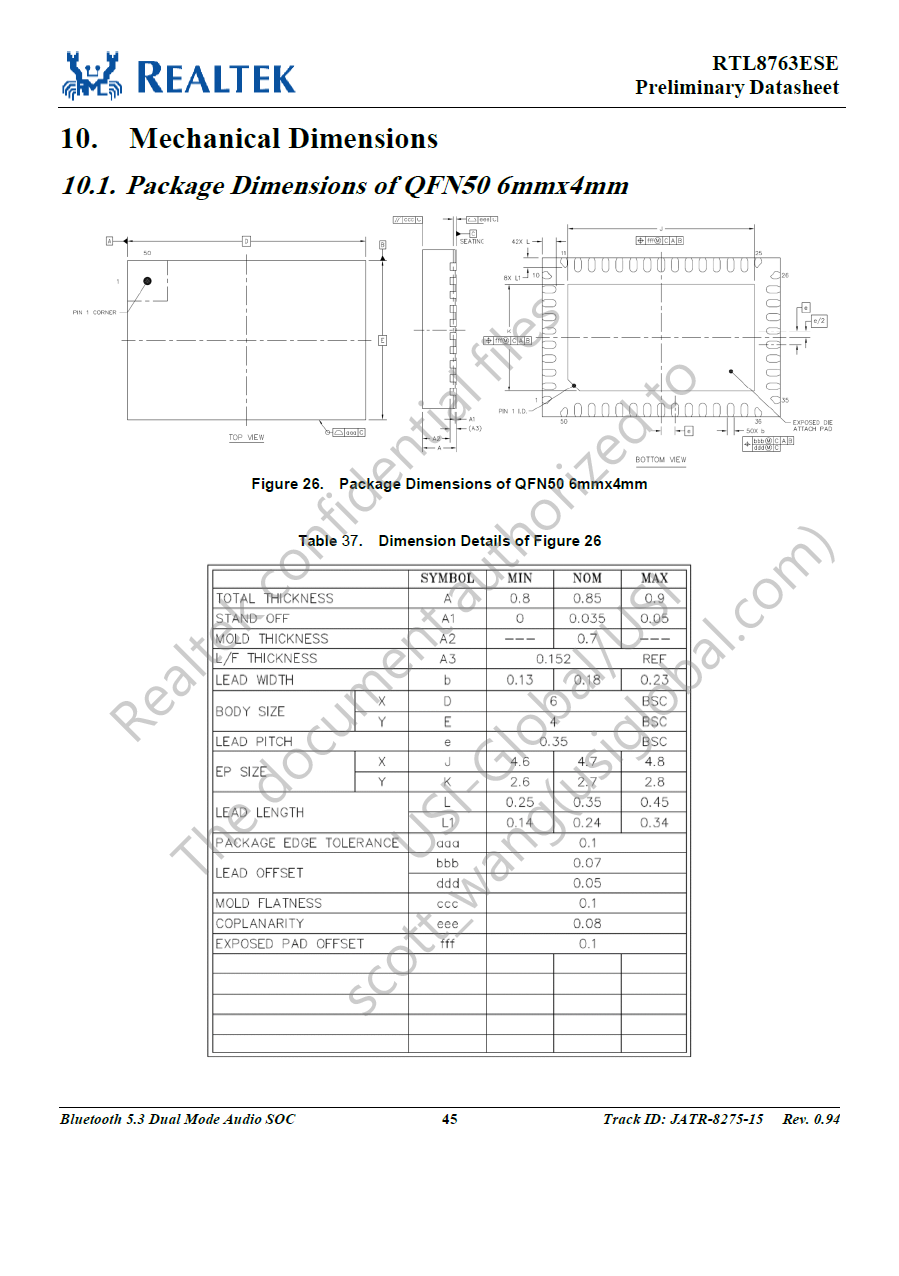 REALTEK
RTL8763ESE
Preliminary Datasheet
10. Mechanical Dimensions
10.1. Package Dimensions of QFN50 6mmx4mm
A D B
50
1
PIN 1 CORNER
E
aaa C
TOP VIEW
// ccc C
eee C
C
SEATING
A1
(A3)
A2
A
J
fff M C A B
42X L
11 25
8X L1 10 26
K
fff M C A B
e
e/2
1 35
PIN 1 I.D.
50 36
e
50X b
bbb M C A B
ddd M C
EXPOSED DIE
ATTACH PAD
BOTTOM VIEW
Figure 26. Package Dimensions of QFN50 6mmx4mm
Table 37. Dimension Details of Figure 26
SYMBOL MIN NOM MAX
TOTAL THICKNESS A 0.8 0.85 0.9
STAND OFF A1 0 0.035 0.05
MOLD THICKNESS A2 --- 0.7 ---
L/F THICKNESS A3 0.152 REF
LEAD WIDTH b 0.13 0.18 0.23
BODY SIZE X D 6 BSC
Y E 4 BSC
LEAD PITCH e 0.35 BSC
EP SIZE X J 4.6 4.7 4.8
Y K 2.6 2.7 2.8
LEAD LENGTH L 0.25 0.35 0.45
L1 0.14 0.24 0.34
PACKAGE EDGE TOLERANCE aaa 0.1
LEAD OFFSET bbb 0.07
ddd 0.05
MOLD FLATNESS ccc 0.1
COPLANARITY eee 0.08
EXPOSED PAD OFFSET fff 0.1
Realtek confidential files
The document authorized to
USI-Global/USI
scott_wang(usiglobal.com)
Bluetooth 5.3 Dual Mode Audio SOC 45 Track ID: JATR-8275-15 Rev. 0.94